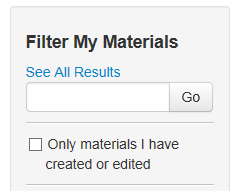 Filter My Materials
See All Results
Go
Only materials I have
created or edited